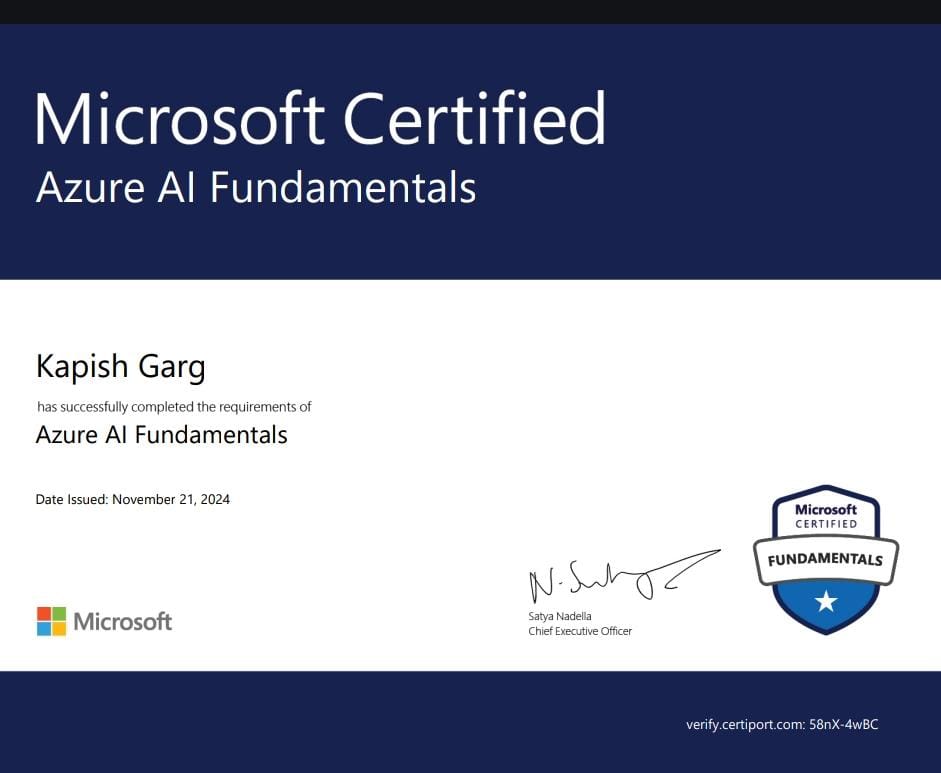 Microsoft Certified
Azure AI Fundamentals
Kapish Garg
has successfully completed the requirements of
Azure AI Fundamentals
Date Issued: November 21, 2024
Microsoft
CERTIFIED
FUNDAMENTALS
N. Sub
Satya Nadella
Chief Executive Officer
Microsoft
verify.certiport.com: 58nX-4wBC